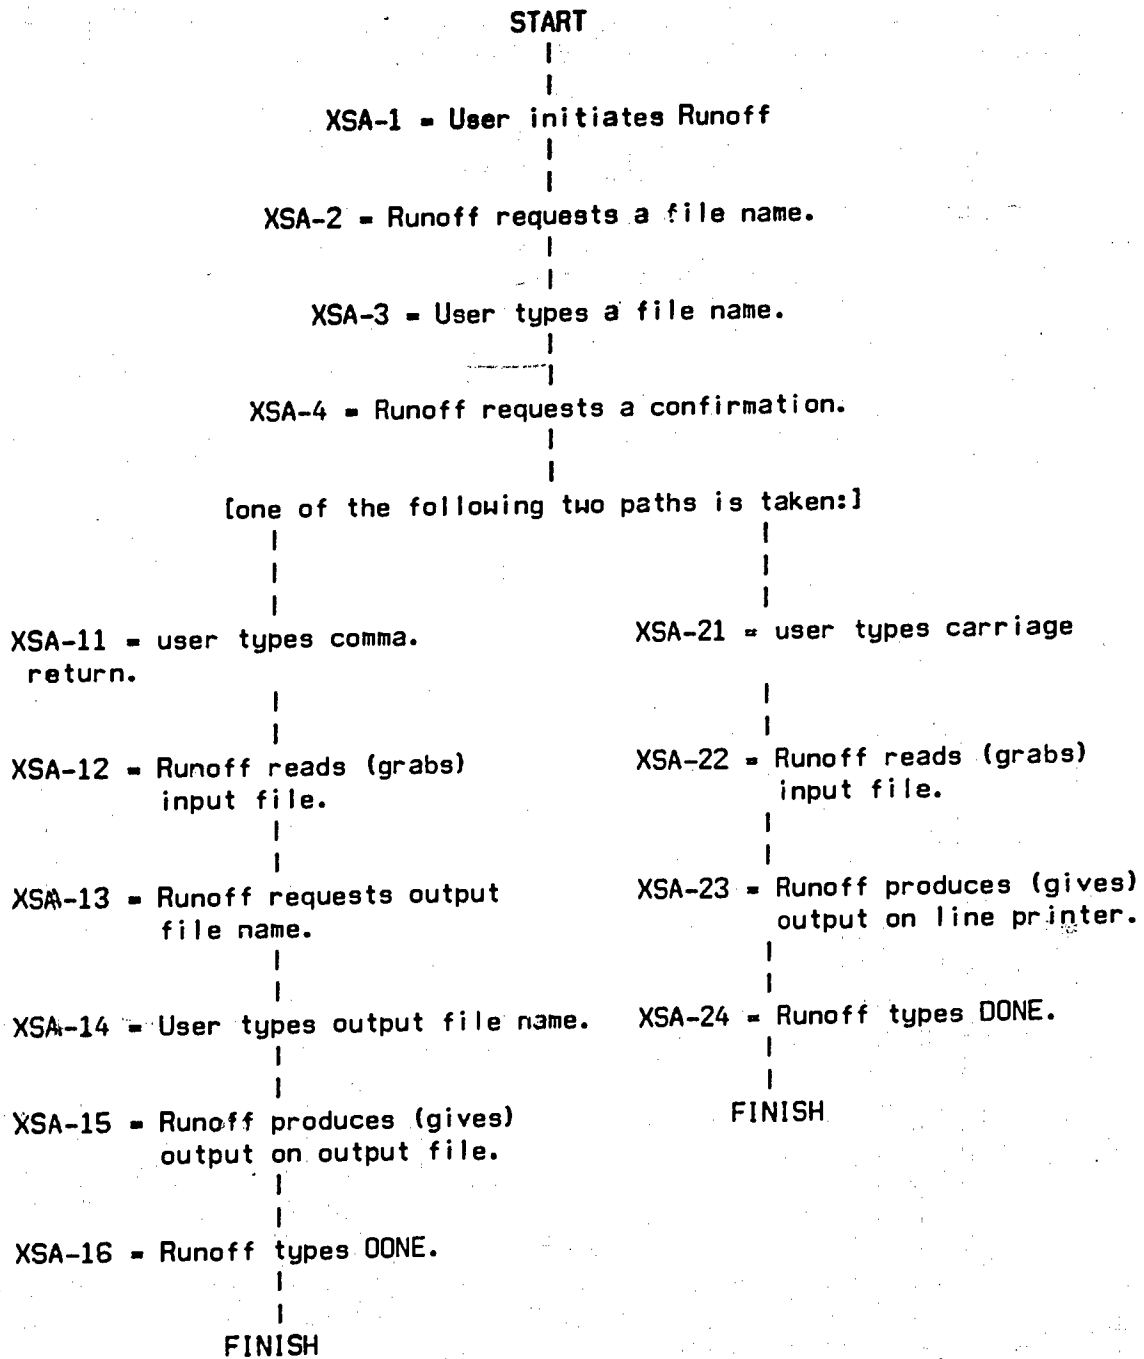 START
XSA-1 = User initiates Runoff
XSA-2 = Runoff requests a file name.
XSA-3 = User types a file name.
XSA-4 = Runoff requests a confirmation.
[one of the following two paths is taken:]
XSA-11 = user types comma.
return.
XSA-12 = Runoff reads (grabs)
input file.
XSA-13 = Runoff requests output
file name.
XSA-14 = User types output file name.
XSA-15 = Runoff produces (gives)
output on output file.
XSA-16 = Runoff types DONE.
FINISH
XSA-21 = user types carriage
XSA-22 = Runoff reads (grabs)
input file.
XSA-23 = Runoff produces (gives)
output on line printer.
XSA-24 = Runoff types DONE.
FINISH